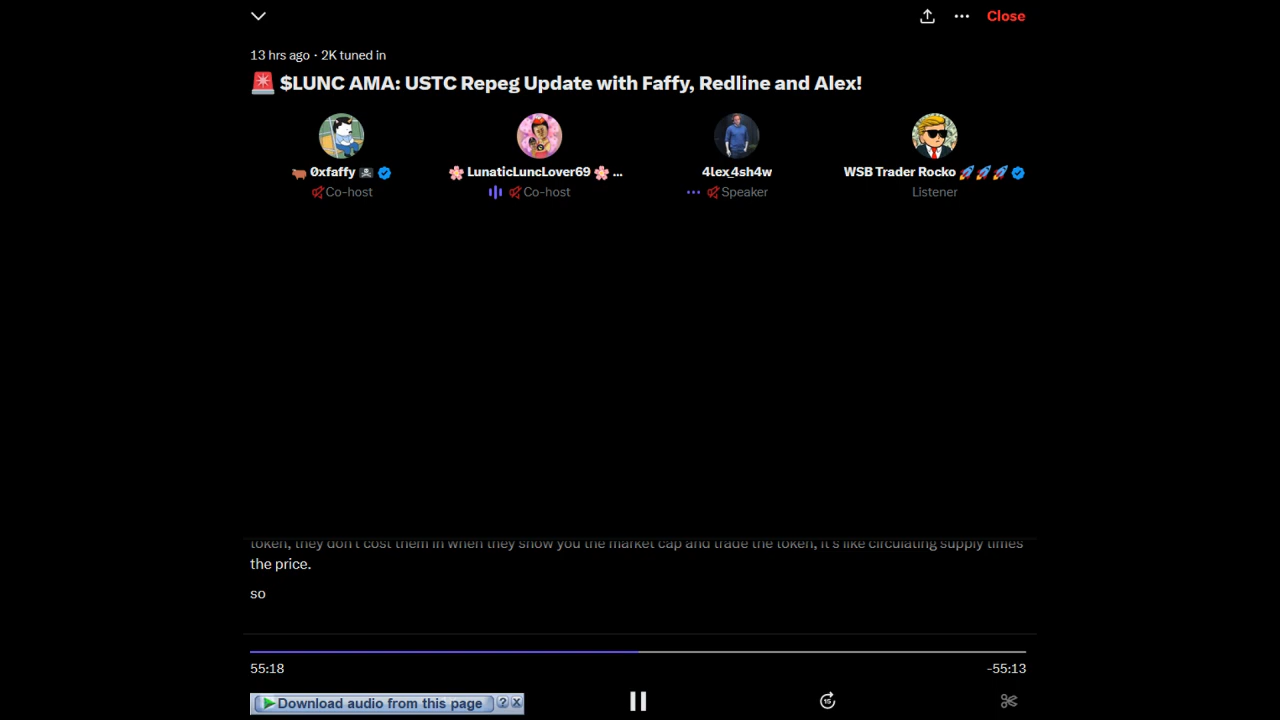 Close
13 hrs ago · 2K tuned in
🚨 $LUNC AMA: USTC Repeg Update with Faffy, Redline and Alex!
🐂 0xfaffy 🏴‍☠️
🌸 LunaticLuncLover69 🌸 ...
4lex_4sh4w
WSB Trader Rocko 🚀🚀🚀
Co-host
Co-host
Speaker
Listener
token, they don't cost them in when they show you the market cap and trade the token, it's like circulating supply times
the price.
so
55:18
-55:13
Download audio from this page ? X
15